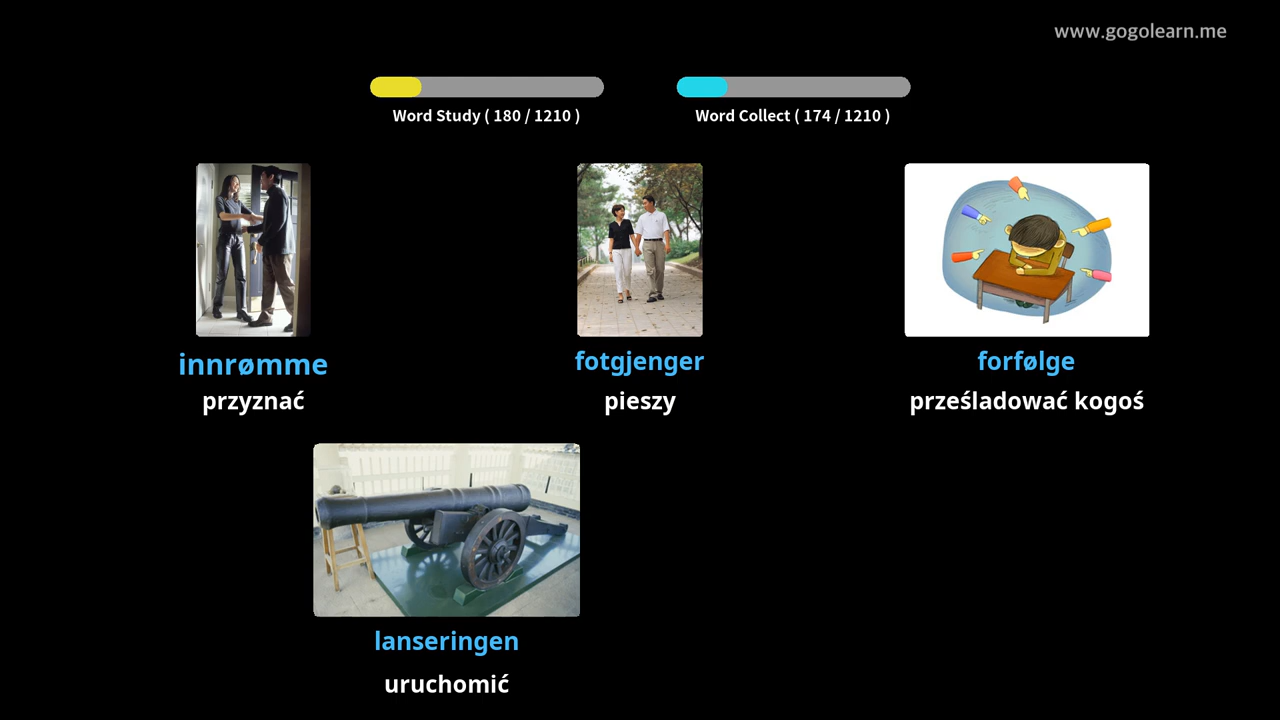 www.gogolearn.me
Word Study ( 180 / 1210 )
Word Collect ( 174 / 1210 )
innrømme
przyznać
fotgjenger
pieszy
forfølge
prześladować kogoś
lanseringen
uruchomić